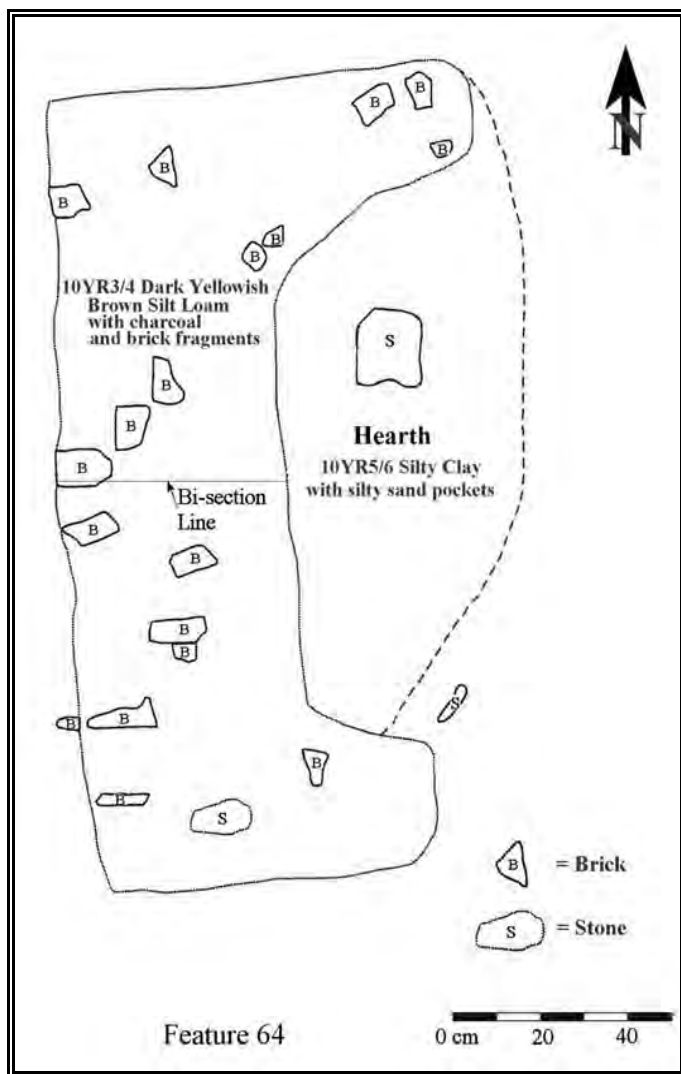 N
B
B
B
B
B
B
B
10YR3/4 Dark Yellowish
Brown Silt Loam
with charcoal
and brick fragments
S
B
B
Hearth
B
10YR5/6 Silty Clay
with silty sand pockets
Bi-section
Line
B
B
B
B
S
B
B
B
B
S
B
= Brick
S
= Stone
Feature 64
0 cm 20 40